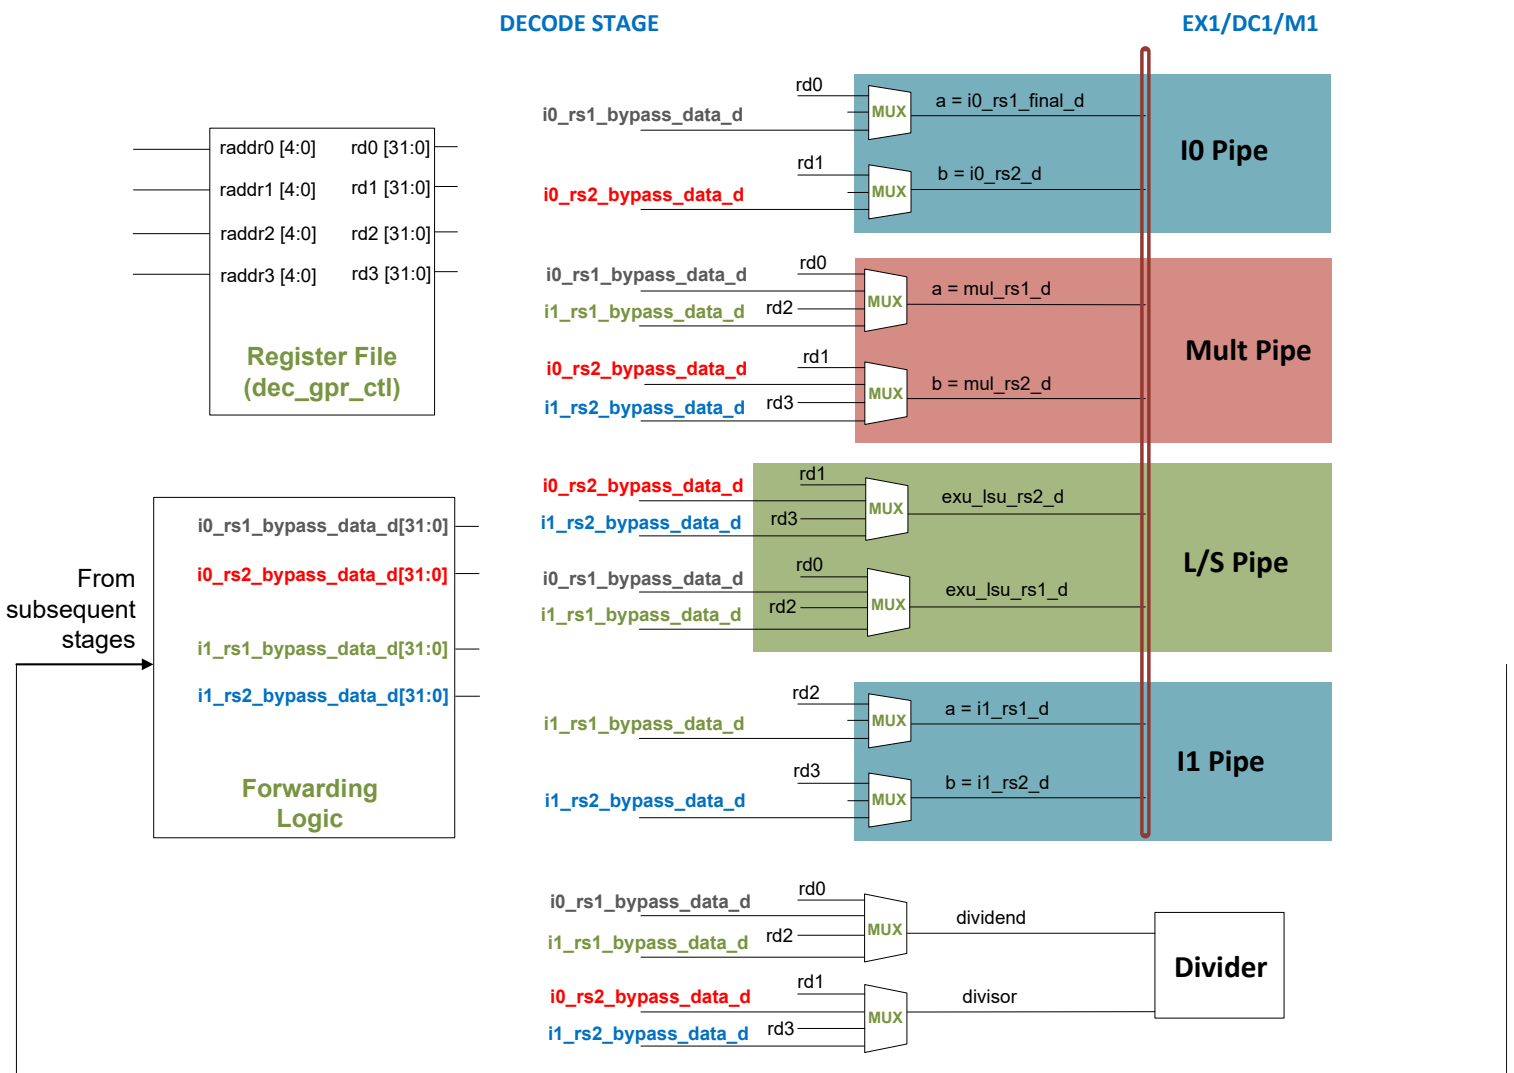 DECODE STAGE
EX1/DC1/M1
raddr0 [4:0] rd0 [31:0]
raddr1 [4:0] rd1 [31:0]
raddr2 [4:0] rd2 [31:0]
raddr3 [4:0] rd3 [31:0]
Register File
(dec_gpr_ctl)
From
subsequent
stages
i0_rs1_bypass_data_d[31:0]
i0_rs2_bypass_data_d[31:0]
i1_rs1_bypass_data_d[31:0]
i1_rs2_bypass_data_d[31:0]
Forwarding
Logic
rd0
i0_rs1_bypass_data_d
MUX
a = i0_rs1_final_d
rd1
i0_rs2_bypass_data_d
MUX
b = i0_rs2_d
I0 Pipe
rd0
i0_rs1_bypass_data_d
i1_rs1_bypass_data_d
rd2
MUX
a = mul_rs1_d
rd1
i0_rs2_bypass_data_d
i1_rs2_bypass_data_d
rd3
MUX
b = mul_rs2_d
Mult Pipe
rd1
i0_rs2_bypass_data_d
i1_rs2_bypass_data_d
rd3
MUX
exu_lsu_rs2_d
rd0
i0_rs1_bypass_data_d
i1_rs1_bypass_data_d
rd2
MUX
exu_lsu_rs1_d
L/S Pipe
rd2
i1_rs1_bypass_data_d
MUX
a = i1_rs1_d
rd3
i1_rs2_bypass_data_d
MUX
b = i1_rs2_d
I1 Pipe
rd0
i0_rs1_bypass_data_d
i1_rs1_bypass_data_d
rd2
MUX
dividend
rd1
i0_rs2_bypass_data_d
i1_rs2_bypass_data_d
rd3
MUX
divisor
Divider